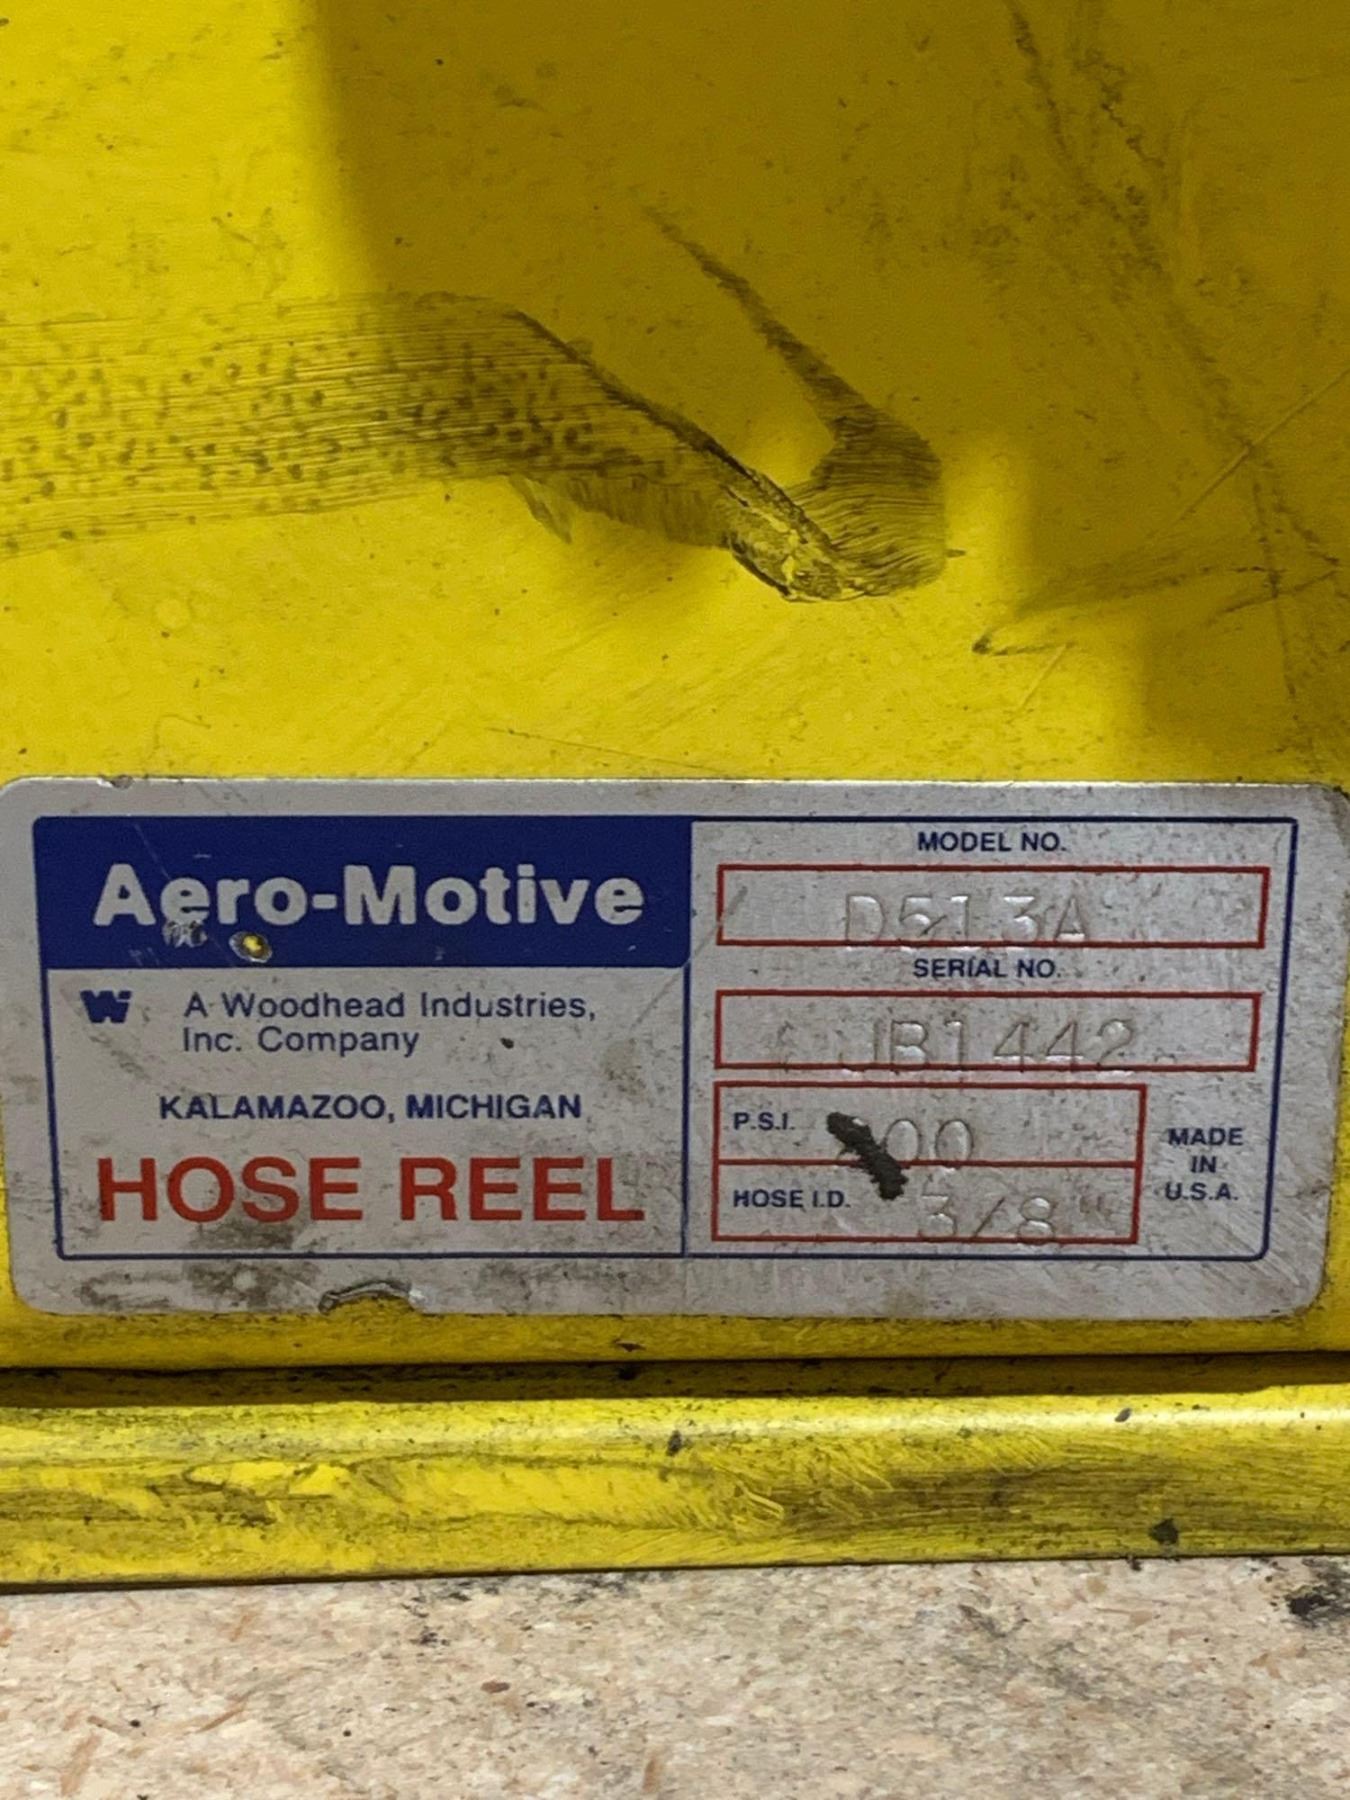 Aero-Motive
Wi A Woodhead Industries,
Inc. Company
KALAMAZOO, MICHIGAN
HOSE REEL
MODEL NO.
D513A
SERIAL NO.
JB1442
P.S.I.
HOSE I.D. 3/8"
MADE
IN
U.S.A.